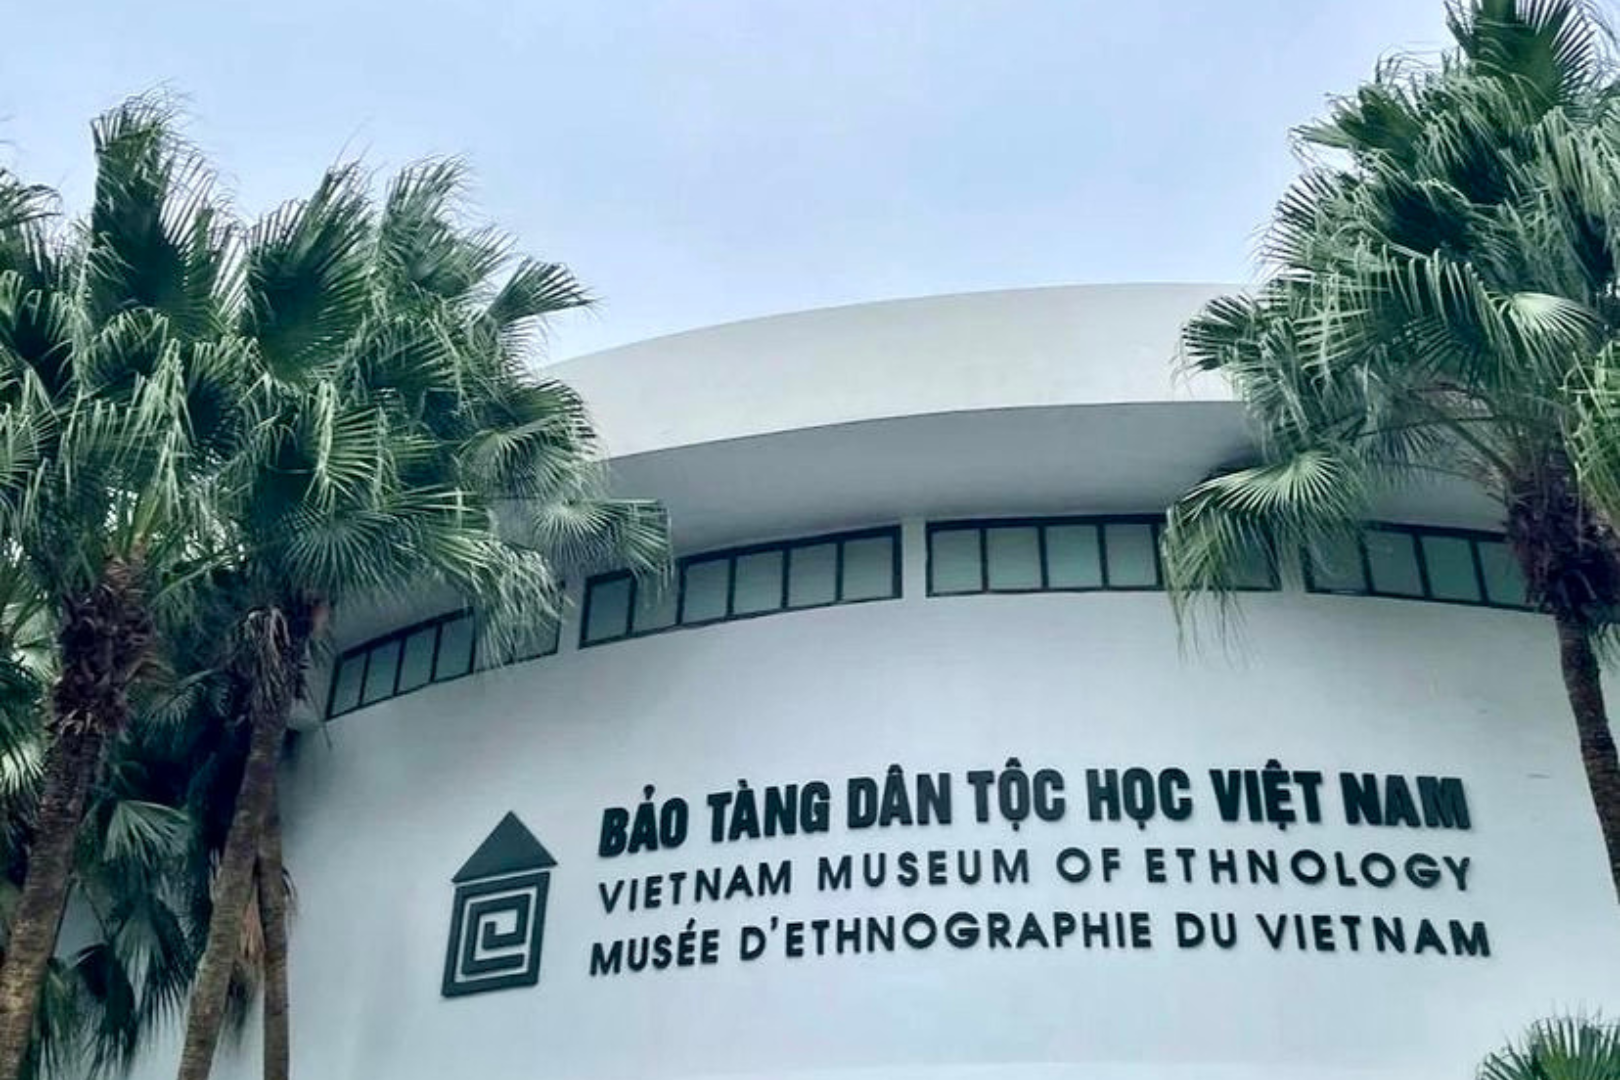 BẢO TÀNG DÂN TỘC HỌC VIỆT NAM
VIETNAM MUSEUM OF ETHNOLOGY
MUSÉE D'ETHNOGRAPHIE DU VIETNAM